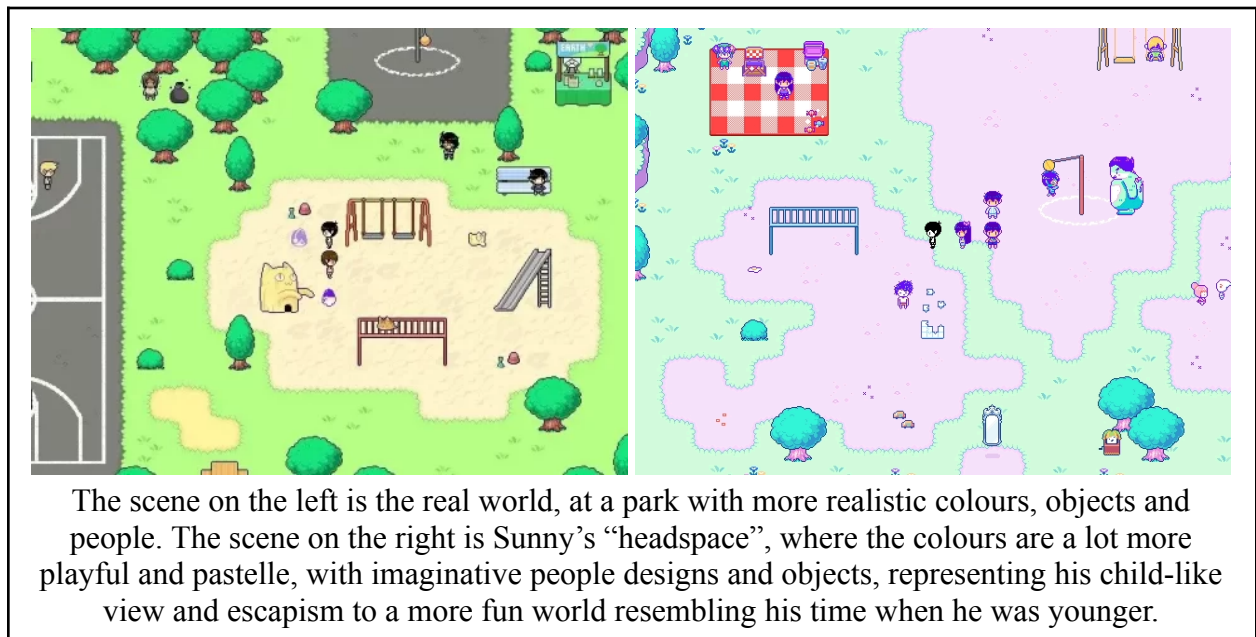 ENRTH
The scene on the left is the real world, at a park with more realistic colours, objects and
people. The scene on the right is Sunny’s “headspace”, where the colours are a lot more
playful and pastelle, with imaginative people designs and objects, representing his child-like
view and escapism to a more fun world resembling his time when he was younger.